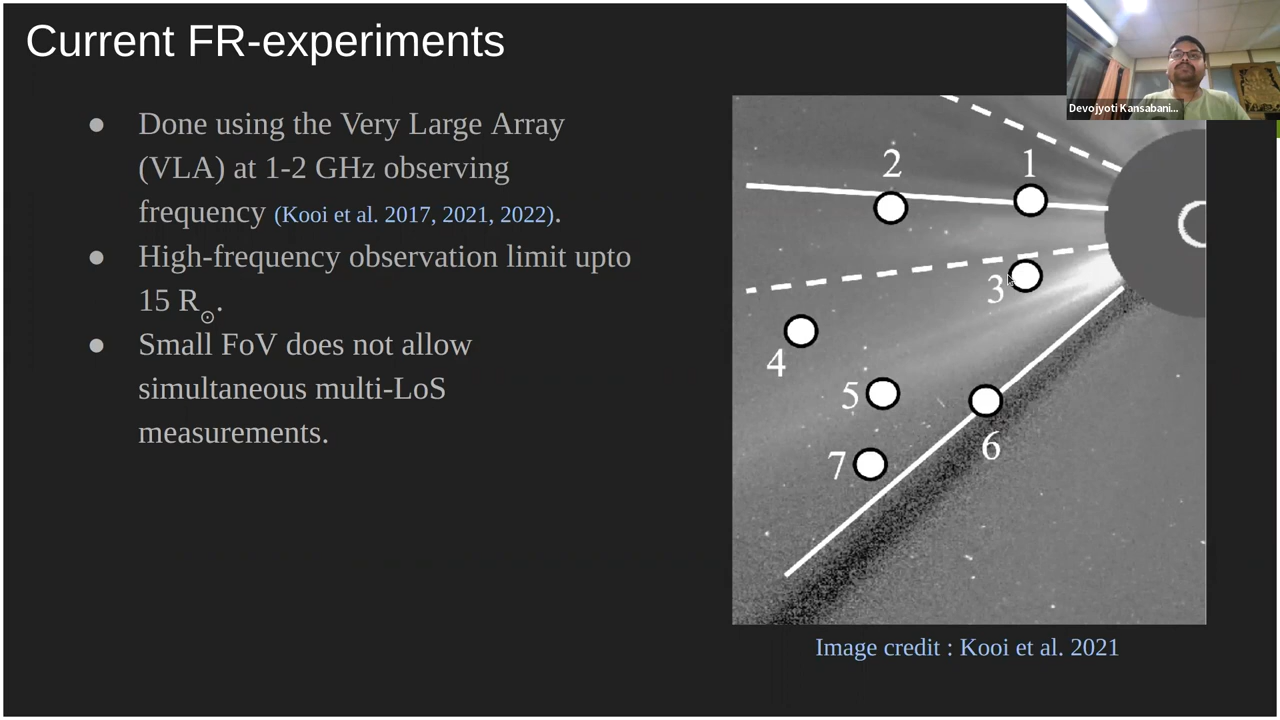 Current FR-experiments
● Done using the Very Large Array
(VLA) at 1-2 GHz observing
frequency (Kooi et al. 2017, 2021, 2022).
● High-frequency observation limit upto
15 R⊙.
● Small FoV does not allow
simultaneous multi-LoS
measurements.
Devojyoti Kansabani...
2 1
3
4
5
6
7
Image credit : Kooi et al. 2021